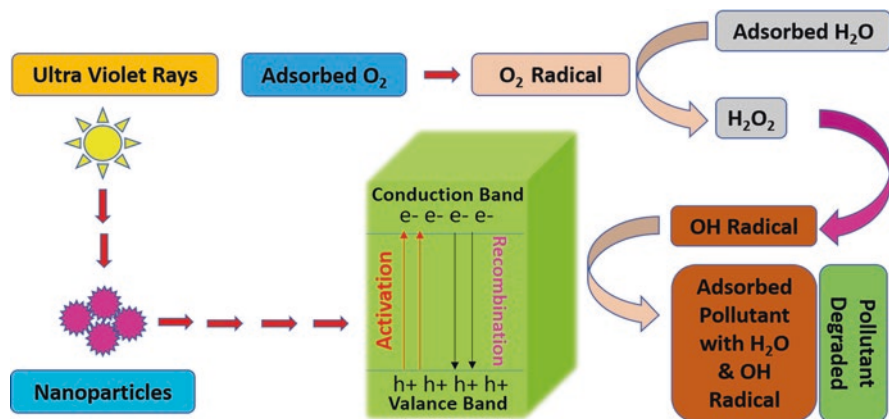 Ultra Violet Rays
Adsorbed O₂
O₂ Radical
Adsorbed H₂O
H₂O₂
OH Radical
Conduction Band
e- e- e- e-
Activation
Recombination
h+ h+ h+ h+
Valance Band
Nanoparticles
Adsorbed
Pollutant
with H₂O
& OH
Radical
Pollutant
Degraded